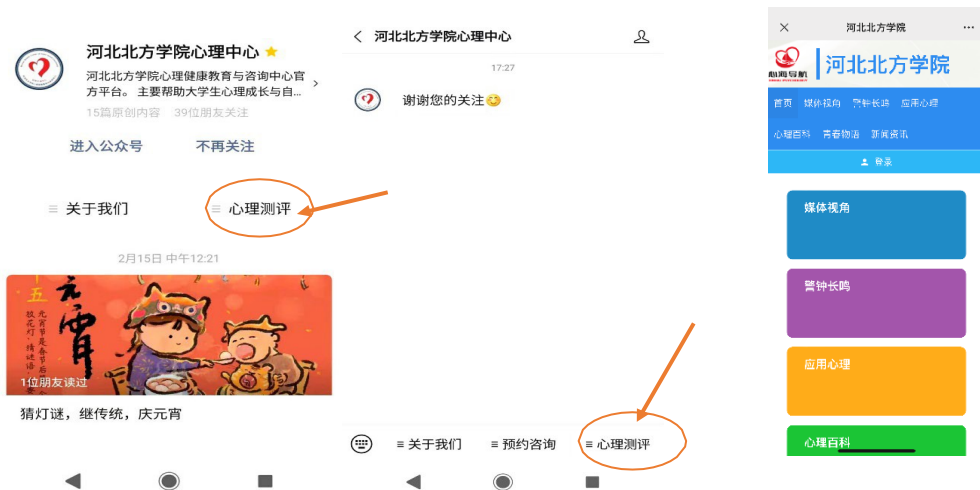 河北北方学院心理中心
河北北方学院心理健康教育与咨询中心官
方平台。 主要帮助大学生心理成长与自...
15篇原创内容 39位朋友关注
进入公众号 不再关注
≡ 关于我们
≡ 心理测评
2月15日 中午12:21
正
元宵
1位朋友读过
猜灯谜，继传统，庆元宵
河北北方学院心理中心
17:27
谢谢您的关注😊
≡ 关于我们
≡ 预约咨询
≡ 心理测评
河北北方学院
心海导航
河北北方学院
首页 媒体视角 警钟长鸣 应用心理
心理百科 青春物语 新闻资讯
登录
媒体视角
警钟长鸣
应用心理
心理百科